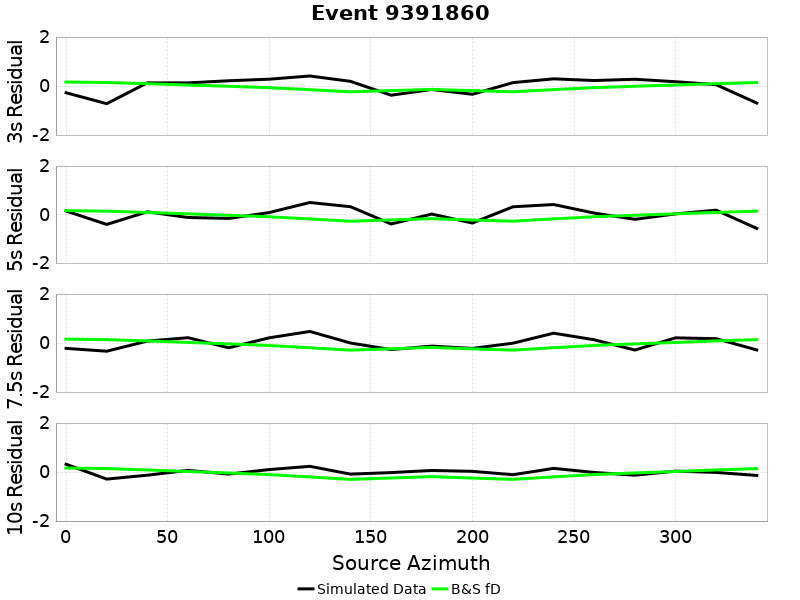 Event 9391860
3s Residual
2
0
-2
5s Residual
2
0
-2
7.5s Residual
2
0
-2
10s Residual
2
0
-2
0 50 100 150 200 250 300
Source Azimuth
Simulated Data B&S fD